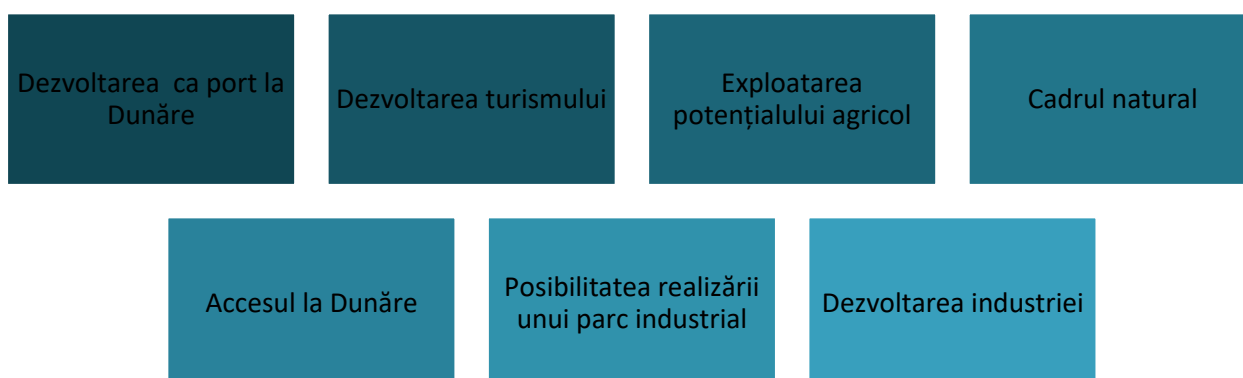 Dezvoltarea  ca port la
Dunăre
Dezvoltarea turismului
Exploatarea
potențialului agricol
Cadrul natural
Accesul la Dunăre
Posibilitatea realizării
unui parc industrial
Dezvoltarea industriei